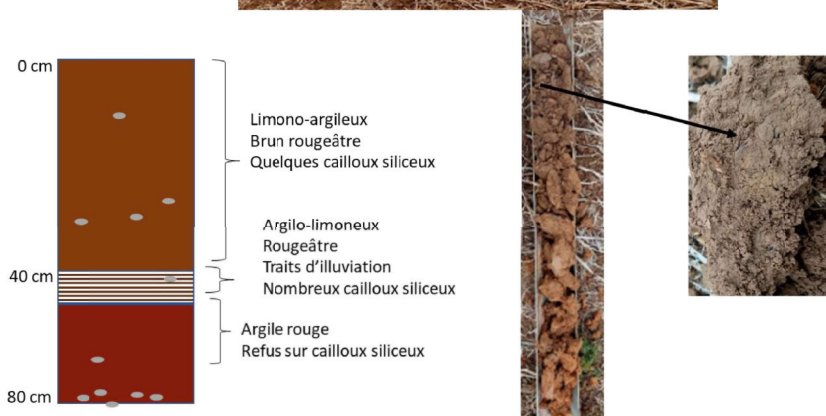 0 cm
Limono-argileux
Brun rougeâtre
Quelques cailloux siliceux
Argilo-limoneux
Rougeâtre
Traits d'illuviation
Nombreux cailloux siliceux
40 cm
Argile rouge
Refus sur cailloux siliceux
80 cm